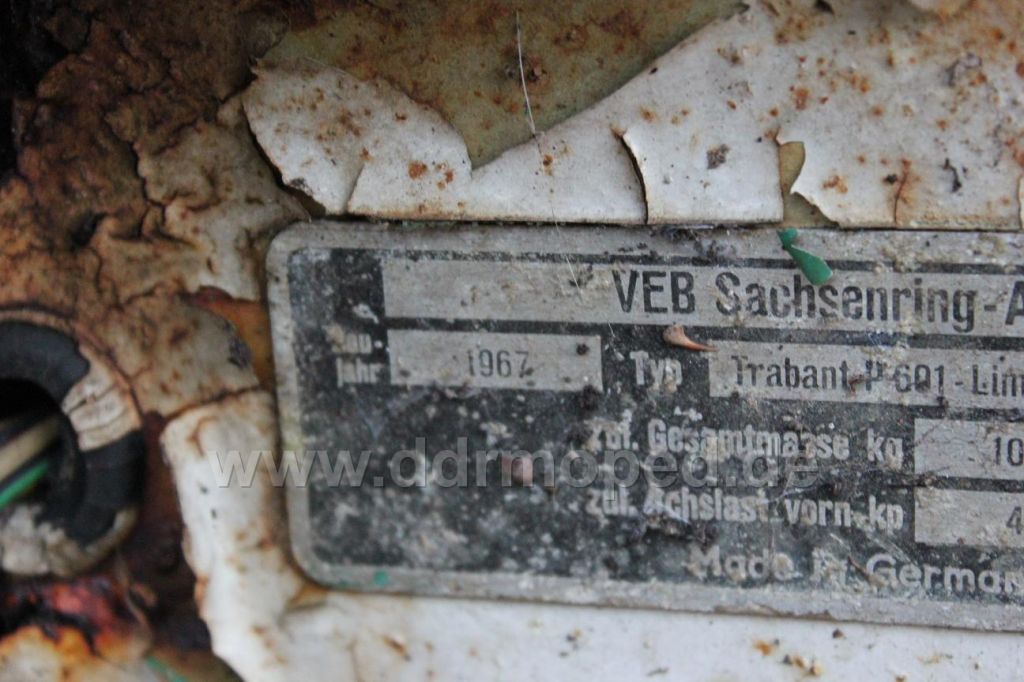 VEB Sachsenring-A
Bau-
jahr 1967 Typ Trabant P 601-Lim
zul. Gesamtmasse kg 10
zul. Achslast vorn kp 4
Made in German
www.ddrmoped.de